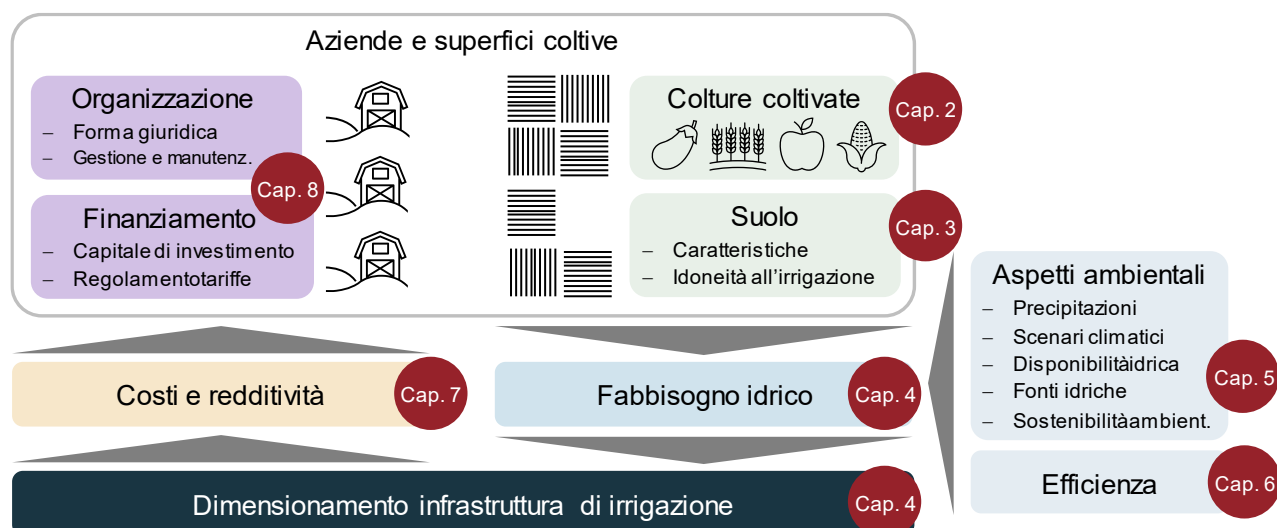 Aziende e superfici coltive
Organizzazione
– Forma giuridica
– Gestione e manutenz.
Cap. 8
Finanziamento
– Capitale di investimento
– Regolamentotariffe
Colture coltivate
Cap. 2
Suolo
– Caratteristiche
– Idoneità all'irrigazione
Cap. 3
Aspetti ambientali
– Precipitazioni
– Scenari climatici
– Disponibilitàidrica
– Fonti idriche
– Sostenibilitàambient.
Cap. 5
Costi e redditività
Cap. 7
Fabbisogno idrico
Cap. 4
Efficienza
Cap. 6
Dimensionamento infrastruttura di irrigazione
Cap. 4